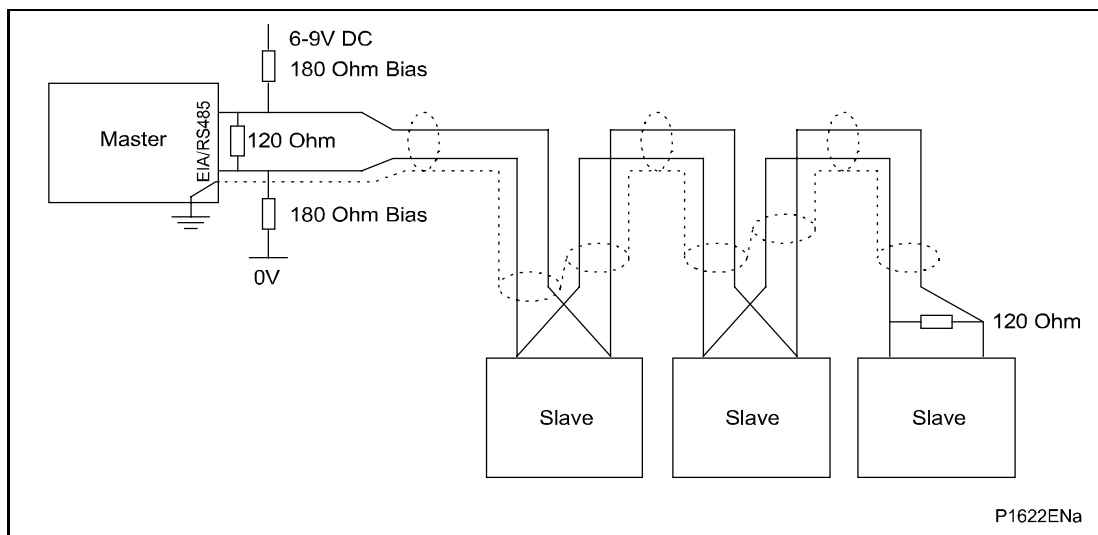 6-9V DC
180 Ohm Bias
Master
EIA/RS485
120 Ohm
180 Ohm Bias
0V
120 Ohm
Slave
Slave
Slave
P1622ENa